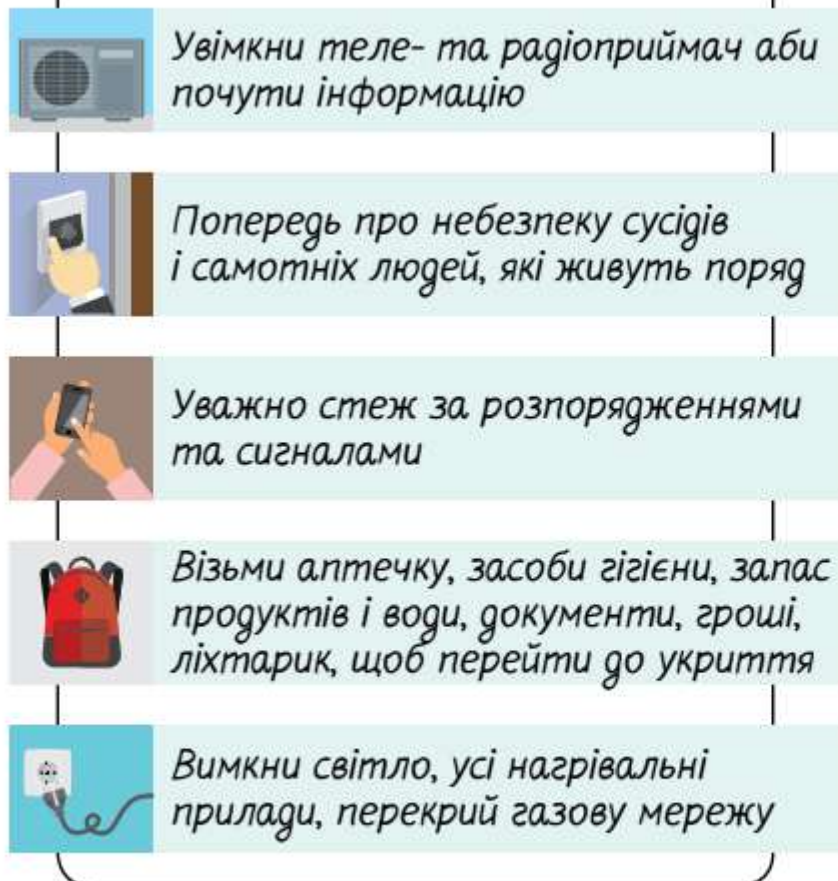 Увімкни теле- та радіоприймач аби
почути інформацію
Попередь про небезпеку сусідів
і самотніх людей, які живуть поряд
Уважно стеж за розпорядженнями
та сигналами
Візьми аптечку, засоби гігієни, запас
продуктів і води, документи, гроші,
ліхтарик, щоб перейти до укриття
Вимкни світло, усі нагрівальні
прилади, перекрий газову мережу